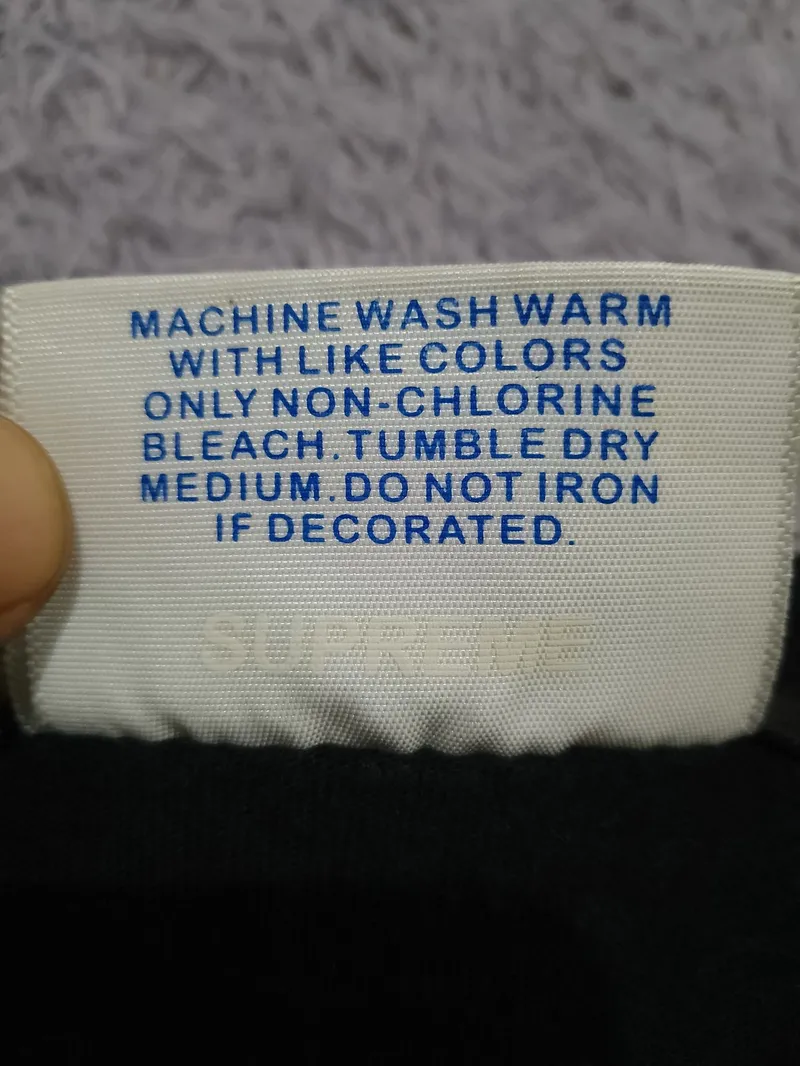 MACHINE WASH WARM
WITH LIKE COLORS
ONLY NON-CHLORINE
BLEACH.TUMBLE DRY
MEDIUM.DO NOT IRON
IF DECORATED.
SUPREME